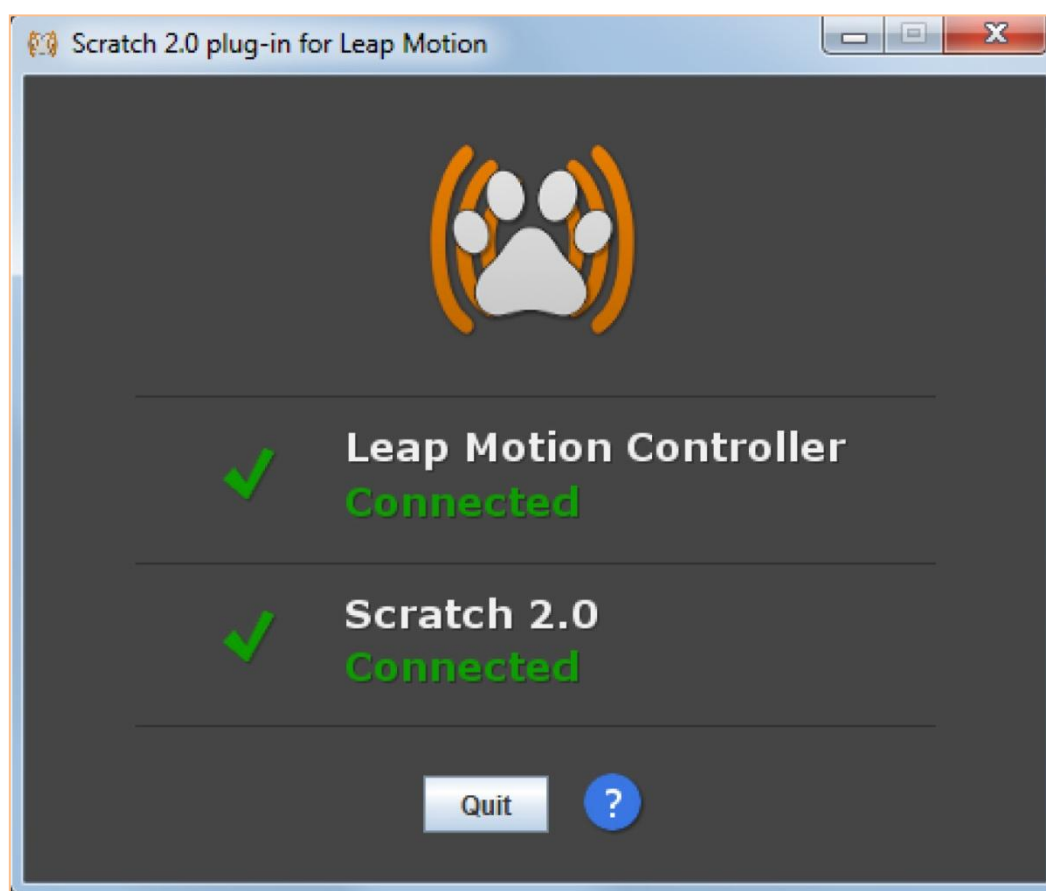 Scratch 2.0 plug-in for Leap Motion
Leap Motion Controller
Connected
Scratch 2.0
Connected
Quit
?